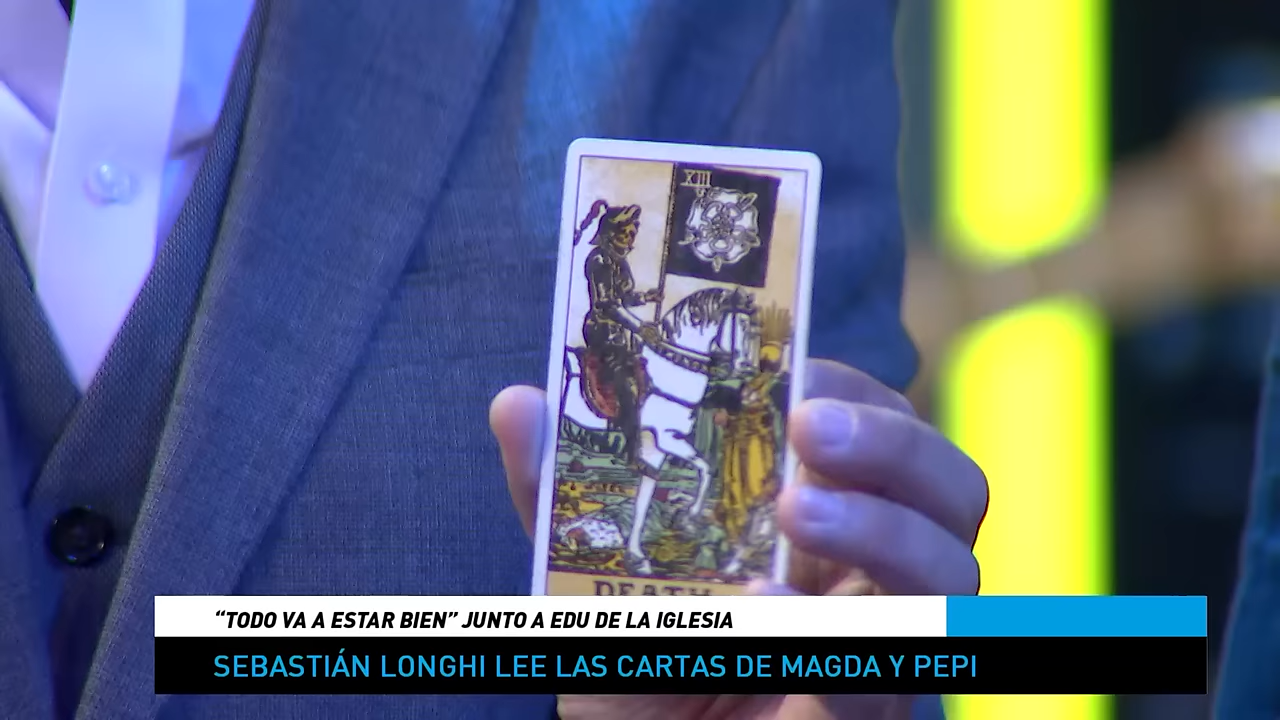 XIII
DEATH
“TODO VA A ESTAR BIEN” JUNTO A EDU DE LA IGLESIA
SEBASTIÁN LONGHI LEE LAS CARTAS DE MAGDA Y PEPI